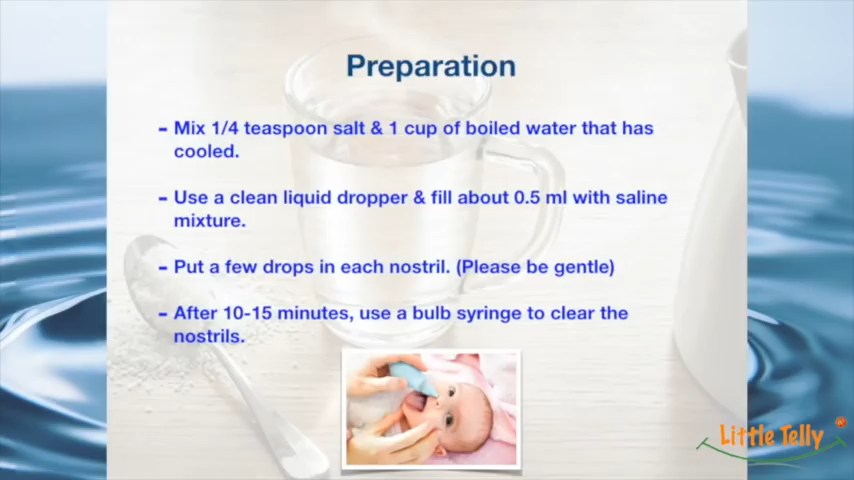 Preparation
- Mix 1/4 teaspoon salt & 1 cup of boiled water that has
cooled.
- Use a clean liquid dropper & fill about 0.5 ml with saline
mixture.
- Put a few drops in each nostril. (Please be gentle)
- After 10-15 minutes, use a bulb syringe to clear the
nostrils.
Little Telly